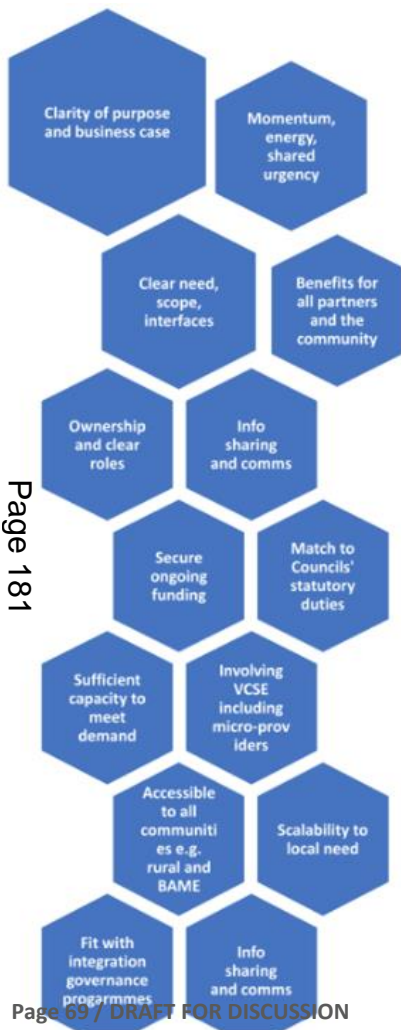 Clarity of purpose
and business case
Momentum,
energy,
shared
urgency
Clear need,
scope,
interfaces
Benefits for
all partners
and the
community
Ownership
and clear
roles
Info
sharing
and comms
Page 181
Secure
ongoing
funding
Match to
Councils'
statutory
duties
Sufficient
capacity to
meet
demand
Involving
VCSE
including
micro-prov
iders
Accessible
to all
communiti
es e.g.
rural and
BAME
Scalability to
local need
Fit with
integration
governance
progarmmes
Info
sharing
and comms
Page 69 / DRAFT FOR DISCUSSION